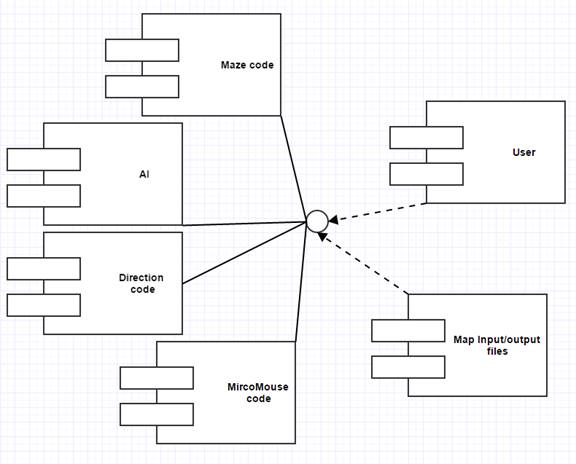 Maze code
AI
User
Direction
code
Map Input/output
files
MircoMouse
code